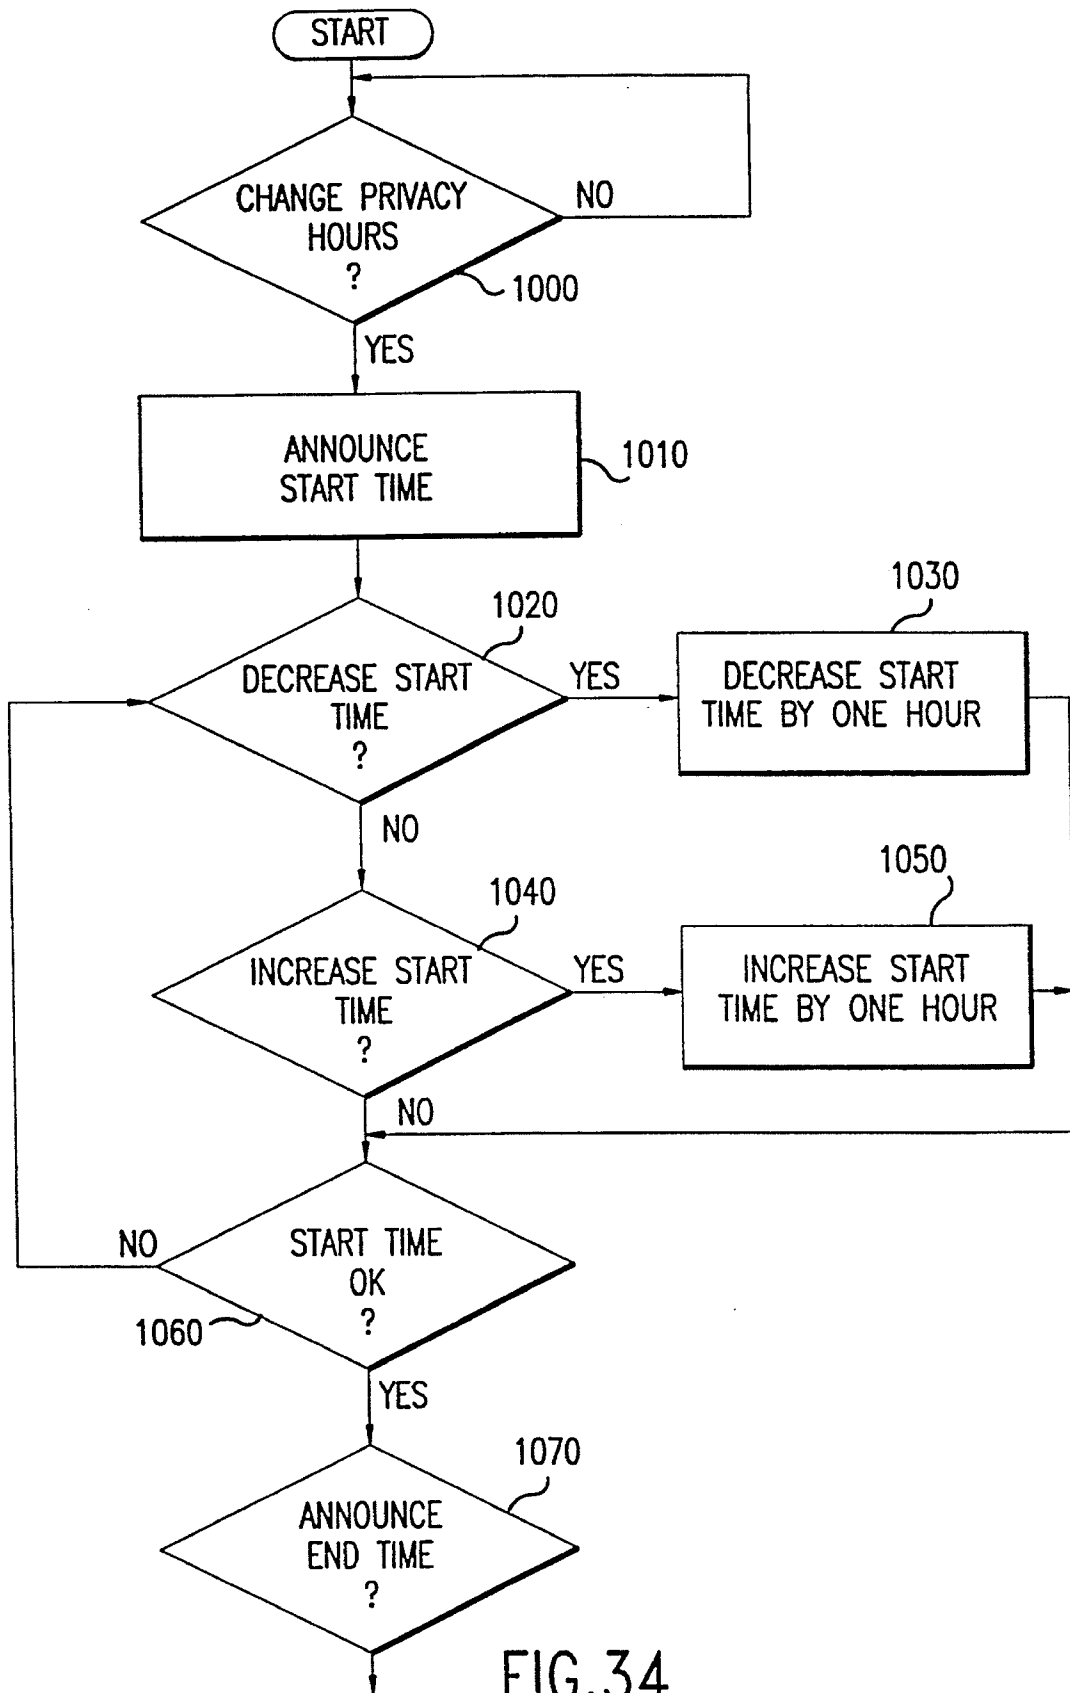 START
CHANGE PRIVACY
HOURS
?
NO
1000
YES
ANNOUNCE
START TIME
1010
1020
DECREASE START
TIME
?
YES
1030
DECREASE START
TIME BY ONE HOUR
NO
1040
INCREASE START
TIME
?
YES
1050
INCREASE START
TIME BY ONE HOUR
NO
START TIME
OK
?
NO
1060
YES
1070
ANNOUNCE
END TIME
?
FIG.34